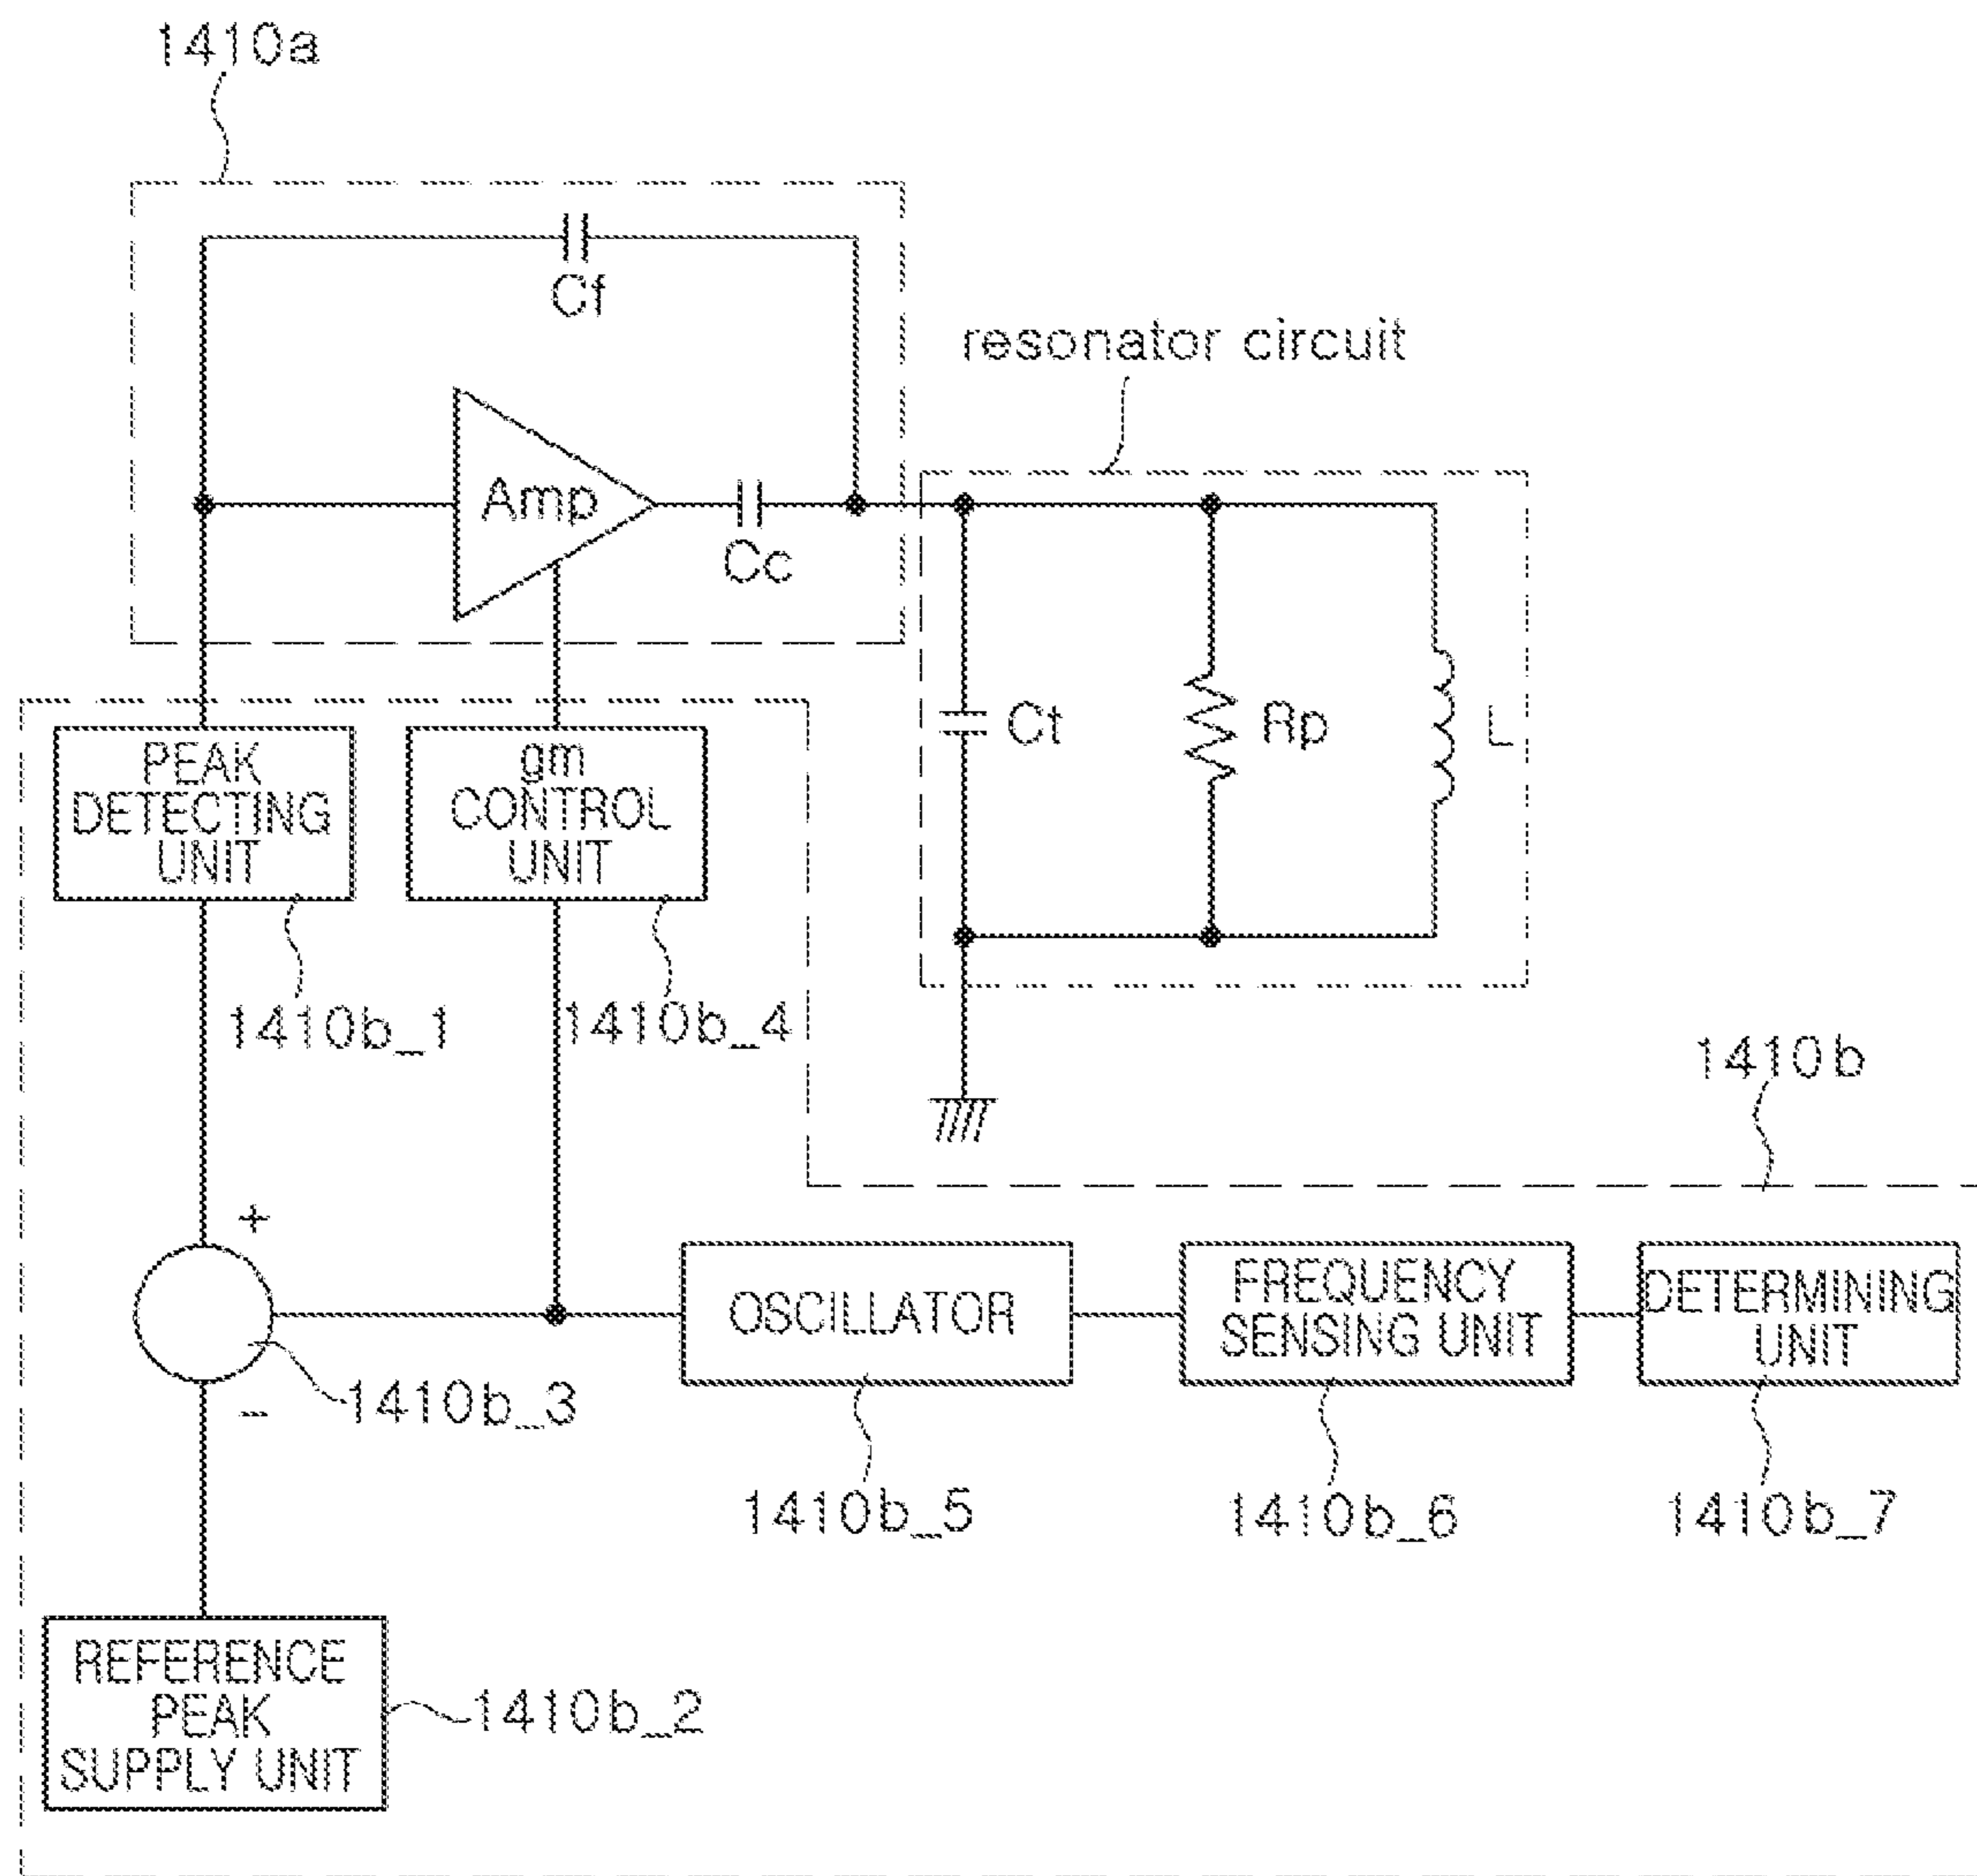 1410a
Cf
resonator circuit
Amp
Cc
Ct
Rp
L
PEAK
DETECTING
UNIT
gm
CONTROL
UNIT
1410b_1
1410b_4
1410b
+
OSCILLATOR
FREQUENCY
SENSING UNIT
DETERMINING
UNIT
−
1410b_3
1410b_5
1410b_6
1410b_7
REFERENCE
PEAK
SUPPLY UNIT
1410b_2